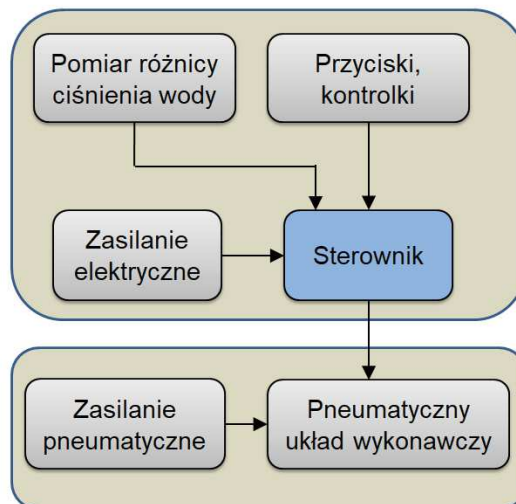 Pomiar różnicy
ciśnienia wody
Przyciski,
kontrolki
Zasilanie
elektryczne
Sterownik
Zasilanie
pneumatyczne
Pneumatyczny
układ wykonawczy